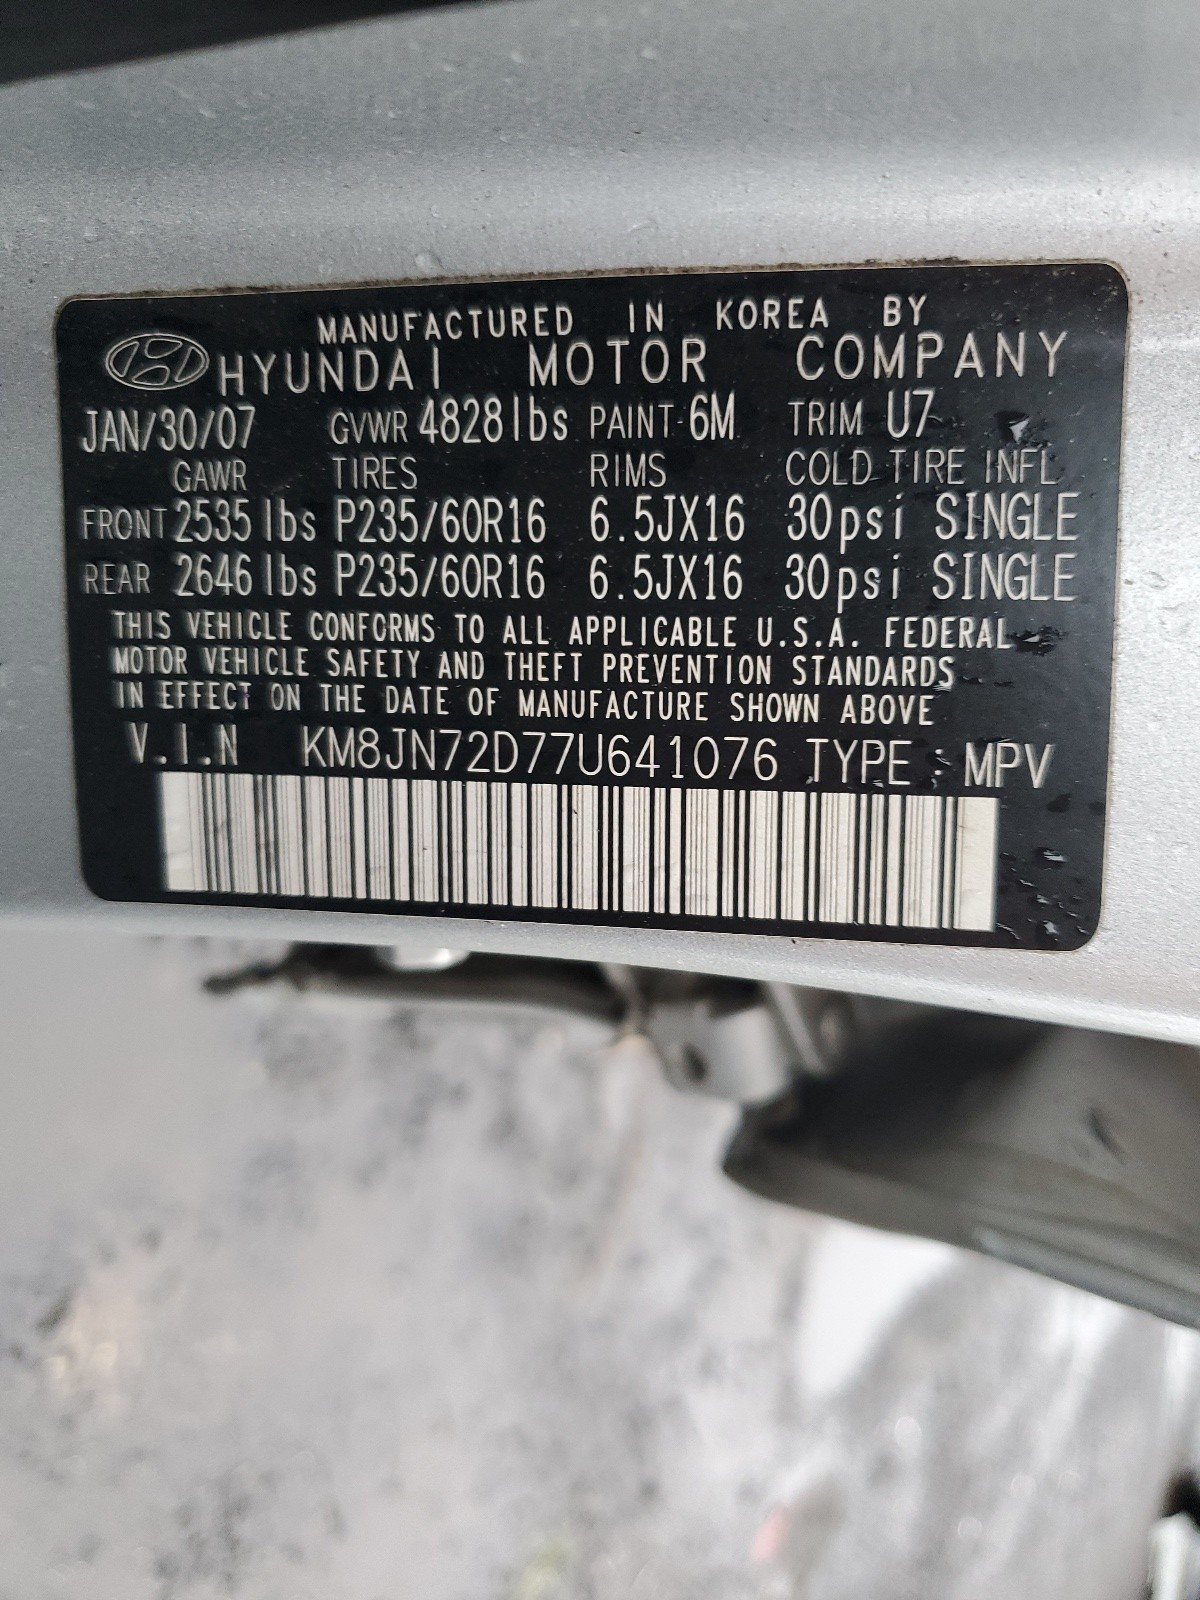 MANUFACTURED IN KOREA BY
HYUNDAI MOTOR COMPANY
JAN/30/07 GVWR 4828lbs PAINT 6M TRIM U7
GAWR TIRES RIMS COLD TIRE INFL
FRONT 2535lbs P235/60R16 6.5JX16 30psi SINGLE
REAR 2646lbs P235/60R16 6.5JX16 30psi SINGLE
THIS VEHICLE CONFORMS TO ALL APPLICABLE U.S.A. FEDERAL
MOTOR VEHICLE SAFETY AND THEFT PREVENTION STANDARDS
IN EFFECT ON THE DATE OF MANUFACTURE SHOWN ABOVE
V.I.N KM8JN72D77U641076 TYPE : MPV